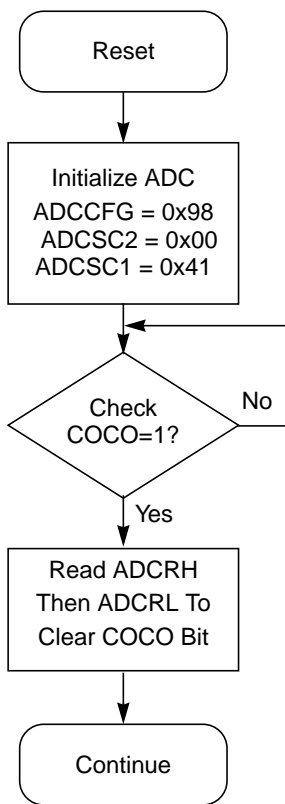 Reset
Initialize ADC
ADCCFG = 0x98
ADCSC2 = 0x00
ADCSC1 = 0x41
Check
COCO=1?
No
Yes
Read ADCRH
Then ADCRL To
Clear COCO Bit
Continue